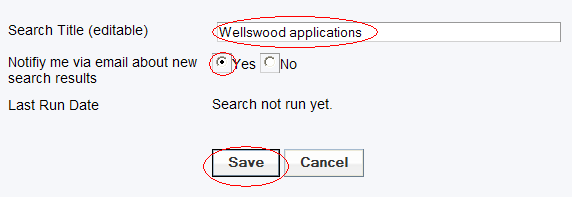 Search Title (editable) Wellswood applications
Notifiy me via email about new search results Yes No
Last Run Date Search not run yet.
Save Cancel